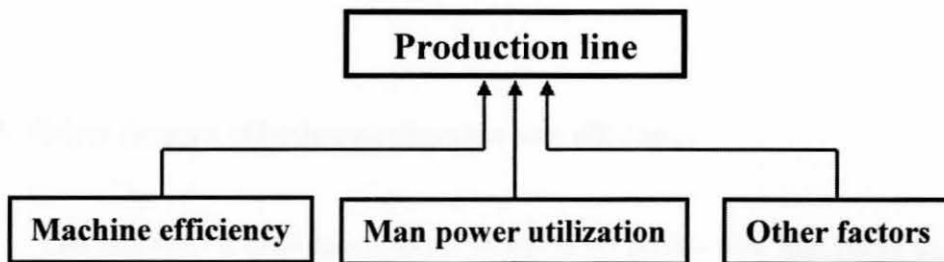 Production line
Machine efficiency
Man power utilization
Other factors